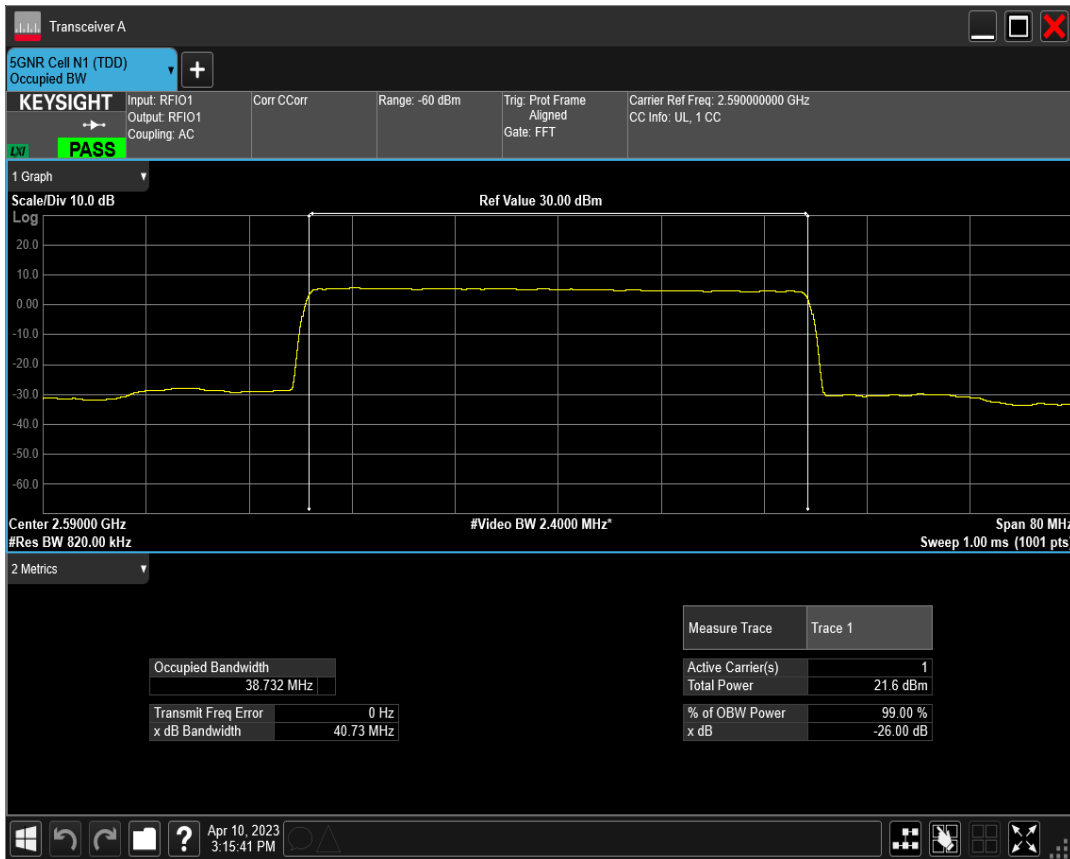 Transceiver A
5GNR Cell N1 (TDD)
Occupied BW
+
KEYSIGHT
LXI
PASS
Input: RFIO1
Output: RFIO1
Coupling: AC
Corr CCorr
Range: -60 dBm
Trig: Prot Frame
Aligned
Gate: FFT
Carrier Ref Freq: 2.590000000 GHz
CC Info: UL, 1 CC
1 Graph
Scale/Div 10.0 dB
Ref Value 30.00 dBm
Log
20.0
10.0
0.00
-10.0
-20.0
-30.0
-40.0
-50.0
-60.0
Center 2.59000 GHz
#Video BW 2.4000 MHz*
Span 80 MHz
#Res BW 820.00 kHz
Sweep 1.00 ms (1001 pts)
2 Metrics
Measure Trace Trace 1
Occupied Bandwidth
38.732 MHz
Active Carrier(s) 1
Total Power 21.6 dBm
Transmit Freq Error 0 Hz
x dB Bandwidth 40.73 MHz
% of OBW Power 99.00 %
x dB -26.00 dB
?
Apr 10, 2023
3:15:41 PM